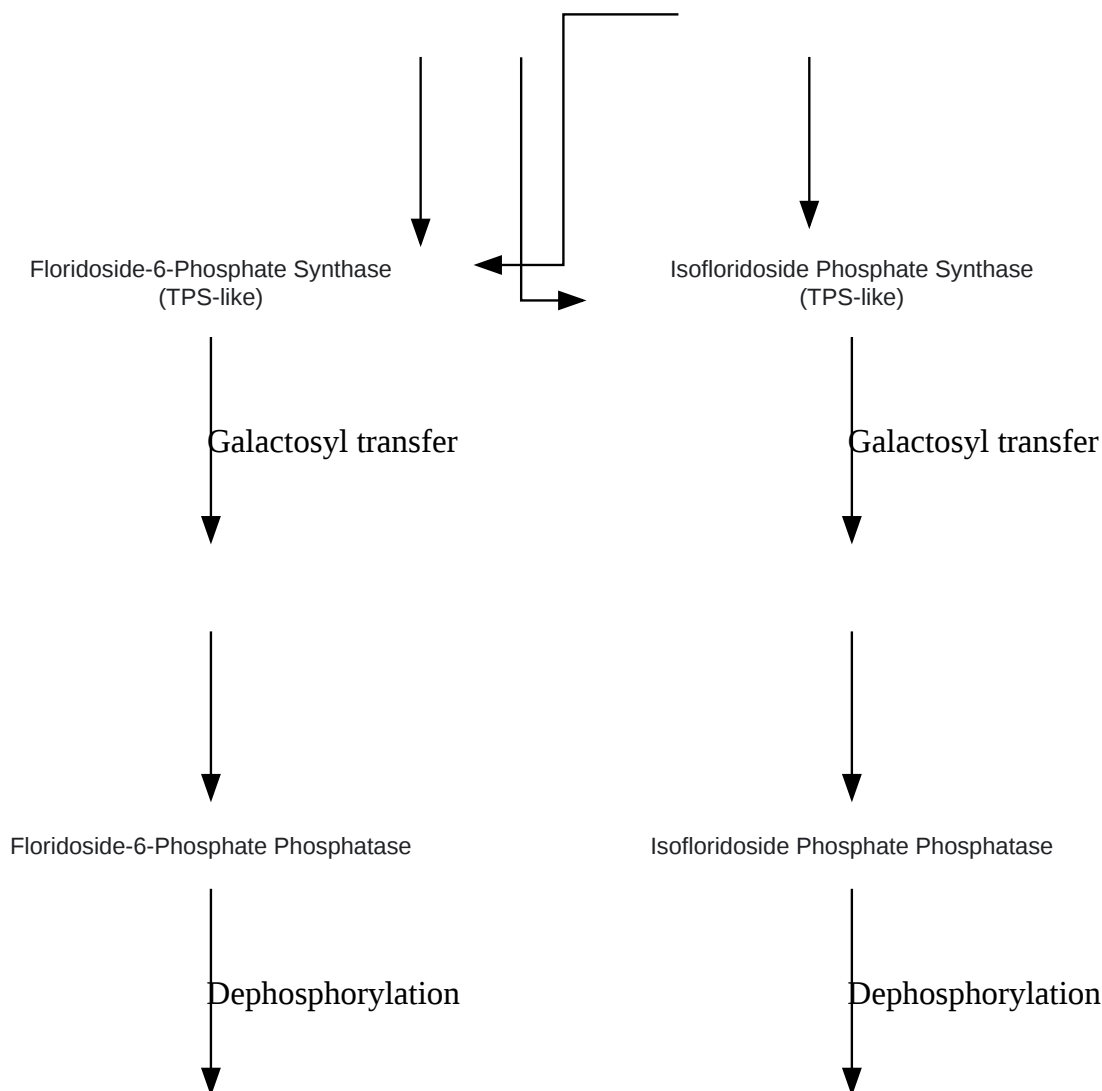 Floridoside-6-Phosphate Synthase
(TPS-like)
Isofloridoside Phosphate Synthase
(TPS-like)
Galactosyl transfer
Galactosyl transfer
Floridoside-6-Phosphate Phosphatase
Isofloridoside Phosphate Phosphatase
Dephosphorylation
Dephosphorylation